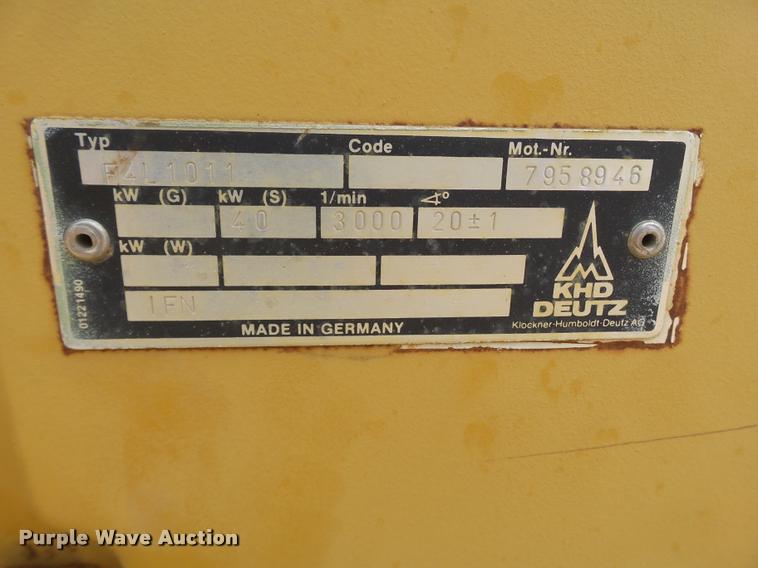 Typ Code Mot.-Nr.
F4L1011 7958946
kW (G) kW (S) 1/min ∢°
40 3000 20±1
kW (W)
IFN
KHD
DEUTZ
Klöckner-Humboldt-Deutz AG
MADE IN GERMANY
01221490
Purple Wave Auction